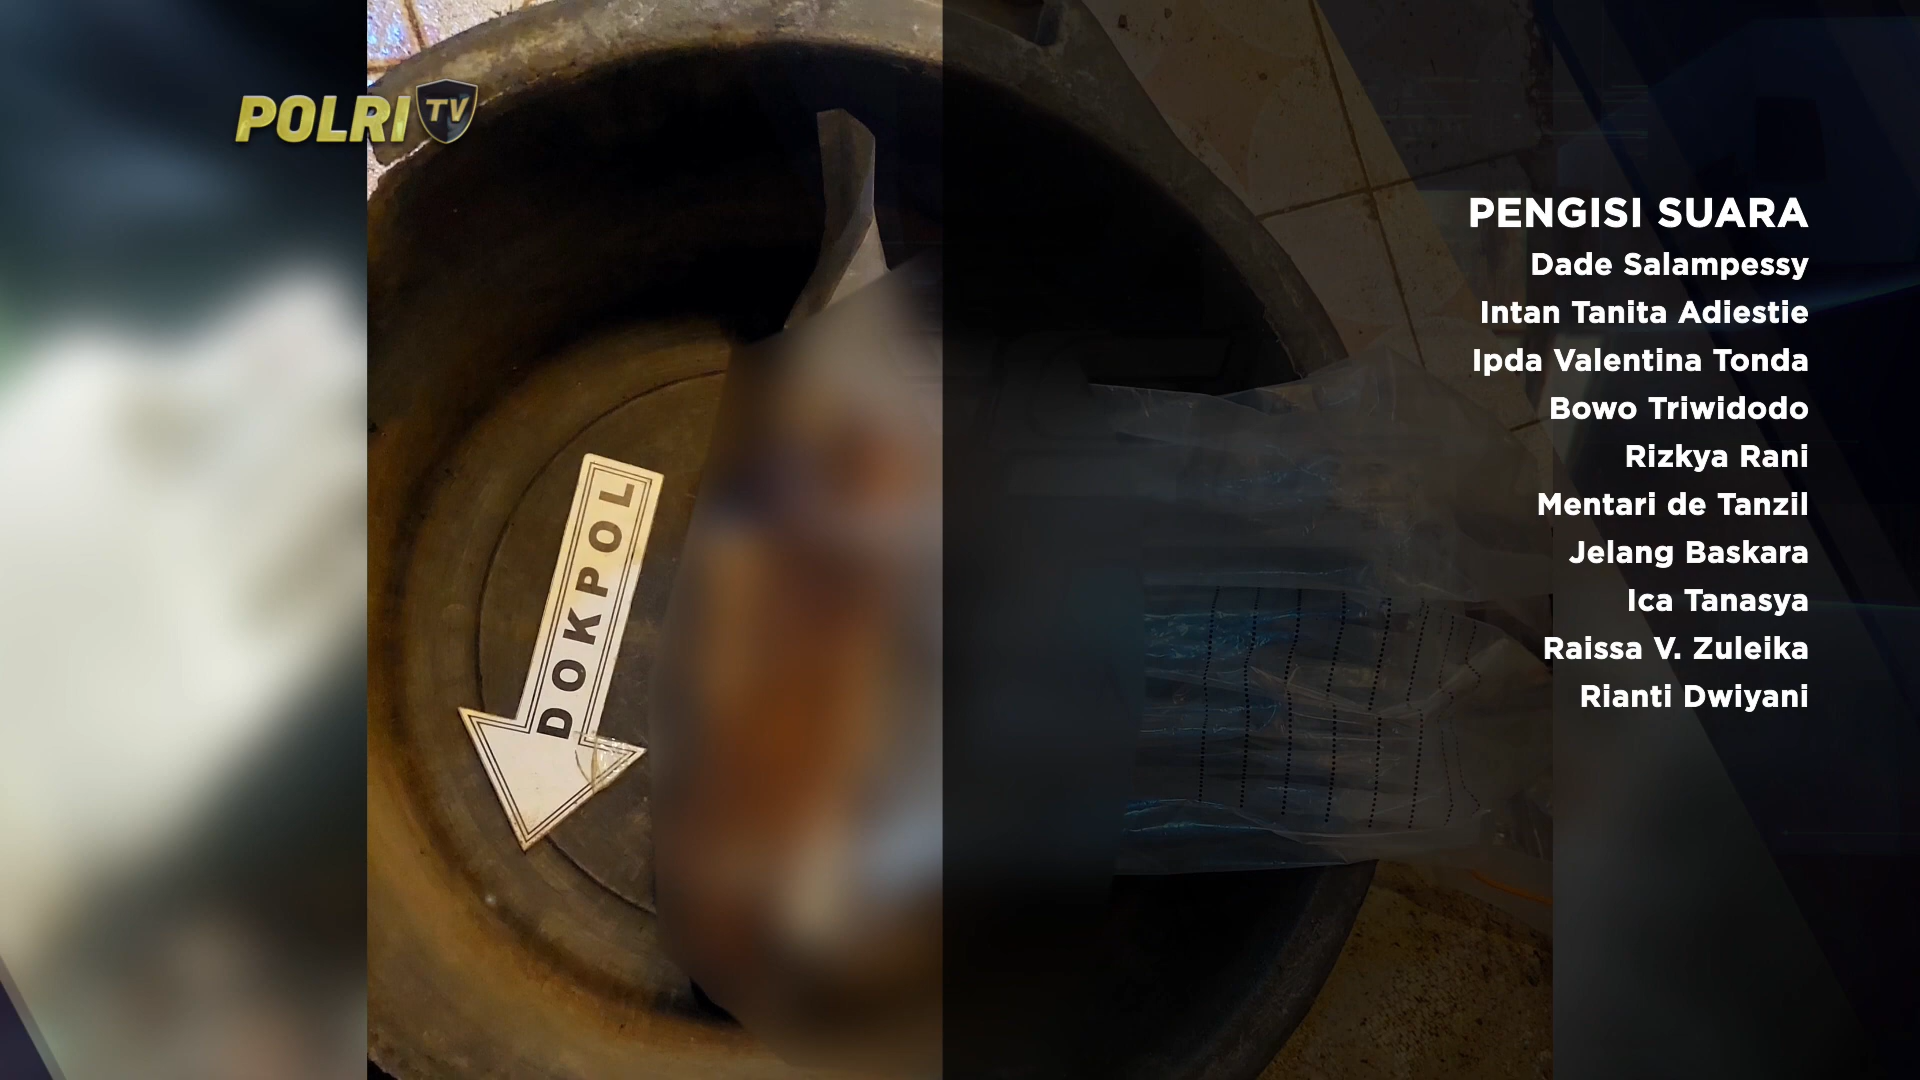 POLRI TV
DOKPOL
PENGISI SUARA
Dade Salampessy
Intan Tanita Adiestie
Ipda Valentina Tonda
Bowo Triwidodo
Rizkya Rani
Mentari de Tanzil
Jelang Baskara
Ica Tanasya
Raissa V. Zuleika
Rianti Dwiyani